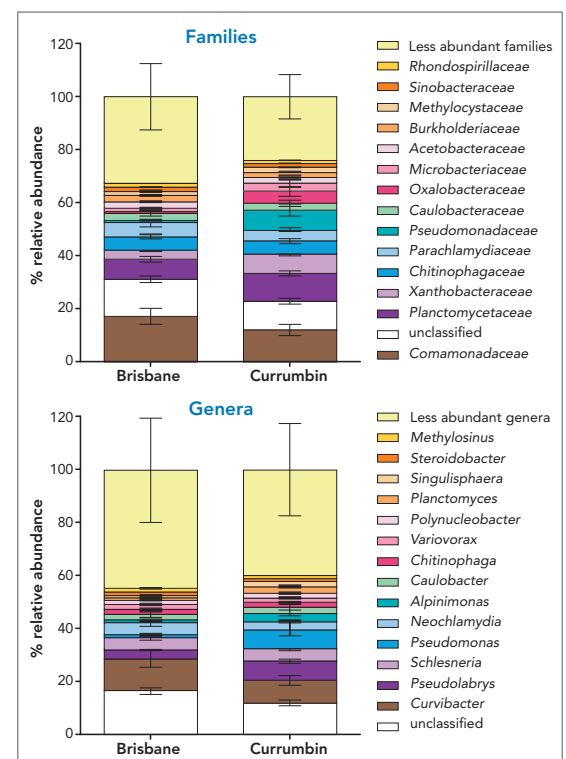 Families
% relative abundance
120
100
80
60
40
20
0
Brisbane
Currumbin
Less abundant families
Rhondospirillaceae
Sinobacteraceae
Methylocystaceae
Burkholderiaceae
Acetobacteraceae
Microbacteriaceae
Oxalobacteraceae
Caulobacteraceae
Pseudomonadaceae
Parachlamydiaceae
Chitinophagaceae
Xanthobacteraceae
Planctomycetaceae
unclassified
Comamonadaceae
Genera
% relative abundance
120
100
80
60
40
20
0
Brisbane
Currumbin
Less abundant genera
Methylosinus
Steroidobacter
Singulisphaera
Planctomyces
Polynucleobacter
Variovorax
Chitinophaga
Caulobacter
Alpinimonas
Neochlamydia
Pseudomonas
Schlesneria
Pseudolabrys
Curvibacter
unclassified